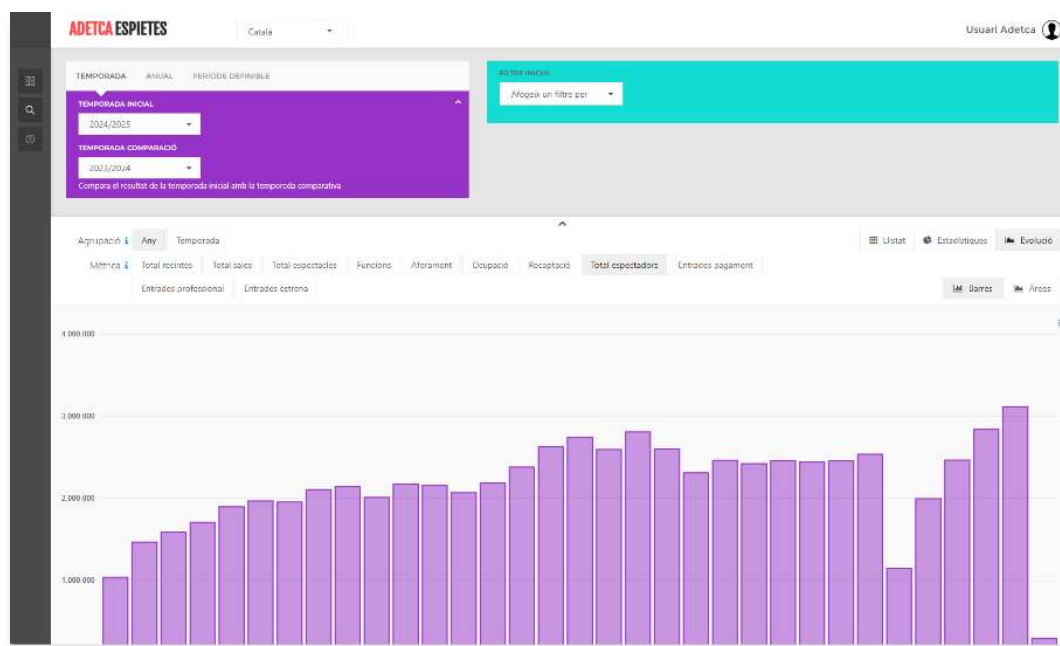 ADETCA ESPIETES
Català
Usuari Adetca
TEMPORADA ANUAL PERÍODE DEFINIBLE
TEMPORADA INICIAL
2024/2025
TEMPORADA COMPARACIÓ
2023/2024
Compara el resultat de la temporada inicial amb la temporada comparativa
FILTRE INICIAL
Afegeix un filtre per
Agrupació i Any Temporada
Llistat Estadístiques Evolució
Mètrica i Total recintes Total sales Total espectacles Funcions Aforament Ocupació Recaptació Total espectadors Entrades pagament
Entrades professional Entrades estrena
Barres Àrees
4.000.000
3.000.000
2.000.000
1.000.000